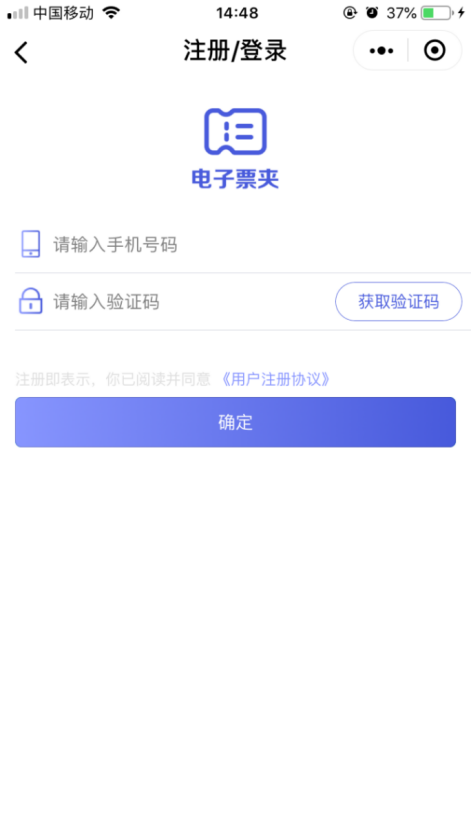 中国移动 14:48 37%
注册/登录
电子票夹
请输入手机号码
请输入验证码 获取验证码
注册即表示，你已阅读并同意 《用户注册协议》
确定